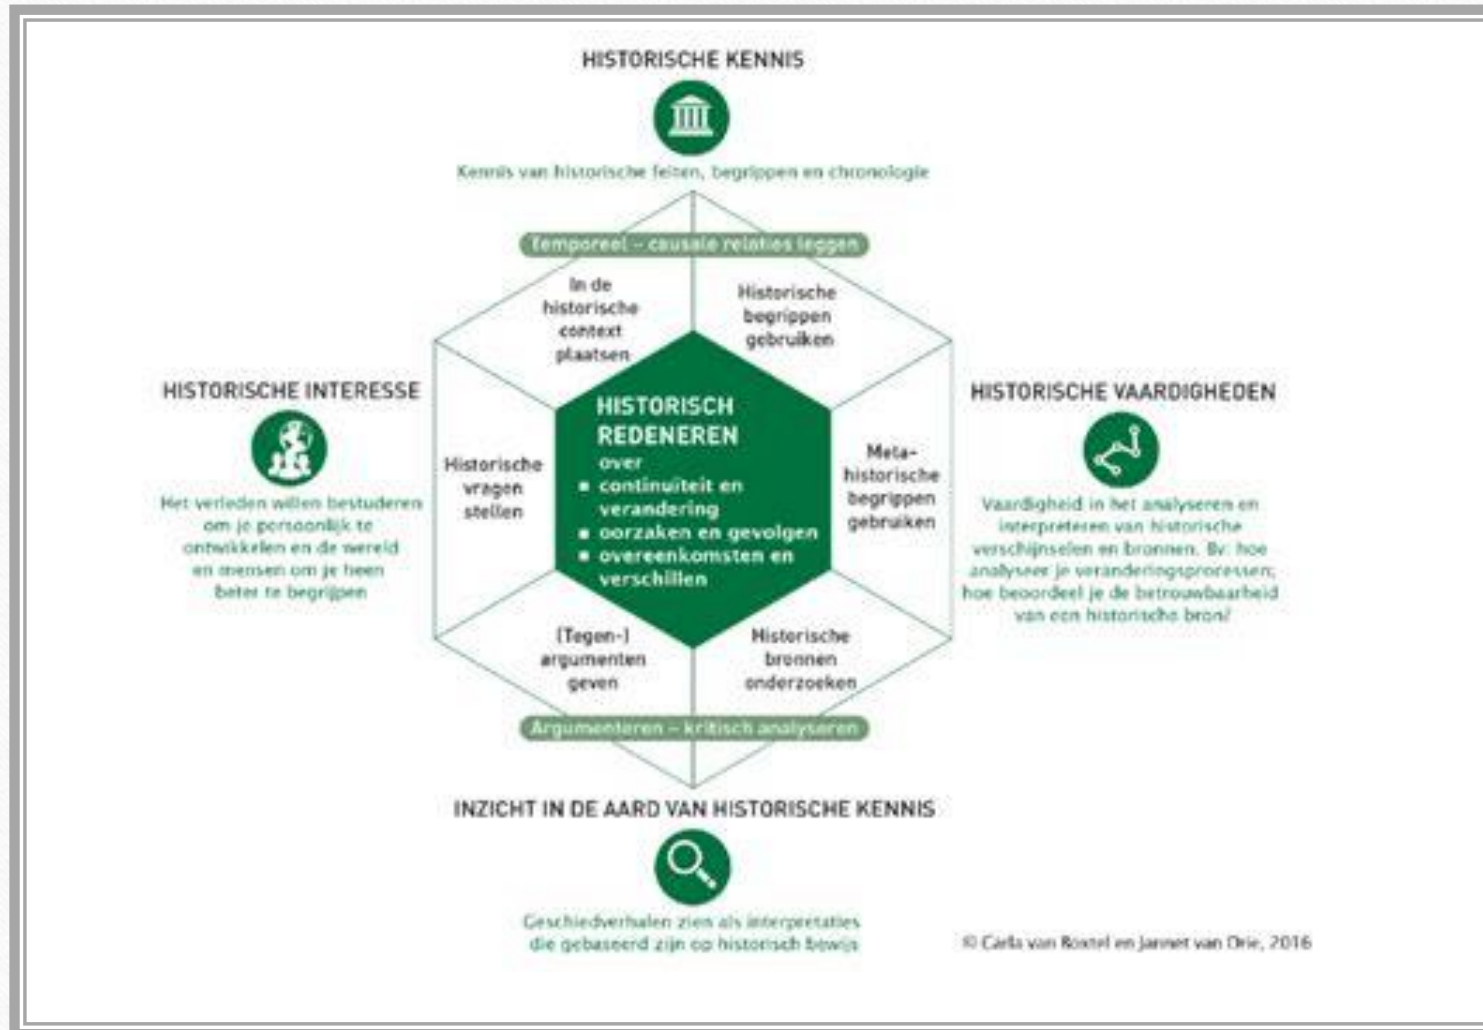 HISTORISCHE KENNIS
Kennis van historische feiten, begrippen en chronologie
Temporeel – causale relaties leggen
In de
historische
context
plaatsen
Historische
begrippen
gebruiken
HISTORISCHE INTERESSE
Het verleden willen bestuderen
om je persoonlijk te
ontwikkelen en de wereld
en mensen om je heen
beter te begrijpen
Historische
vragen
stellen
HISTORISCH
REDENEREN
over
▪ continuïteit en
verandering
▪ oorzaken en gevolgen
▪ overeenkomsten en
verschillen
Meta-
historische
begrippen
gebruiken
HISTORISCHE VAARDIGHEDEN
Vaardigheid in het analyseren en
interpreteren van historische
verschijnselen en bronnen. Bv: hoe
analyseer je veranderingsprocessen;
hoe beoordeel je de betrouwbaarheid
van een historische bron?
(Tegen-)
argumenten
geven
Historische
bronnen
onderzoeken
Argumenteren – kritisch analyseren
INZICHT IN DE AARD VAN HISTORISCHE KENNIS
Geschiedverhalen zien als interpretaties
die gebaseerd zijn op historisch bewijs
© Carla van Boxtel en Jannet van Drie, 2016